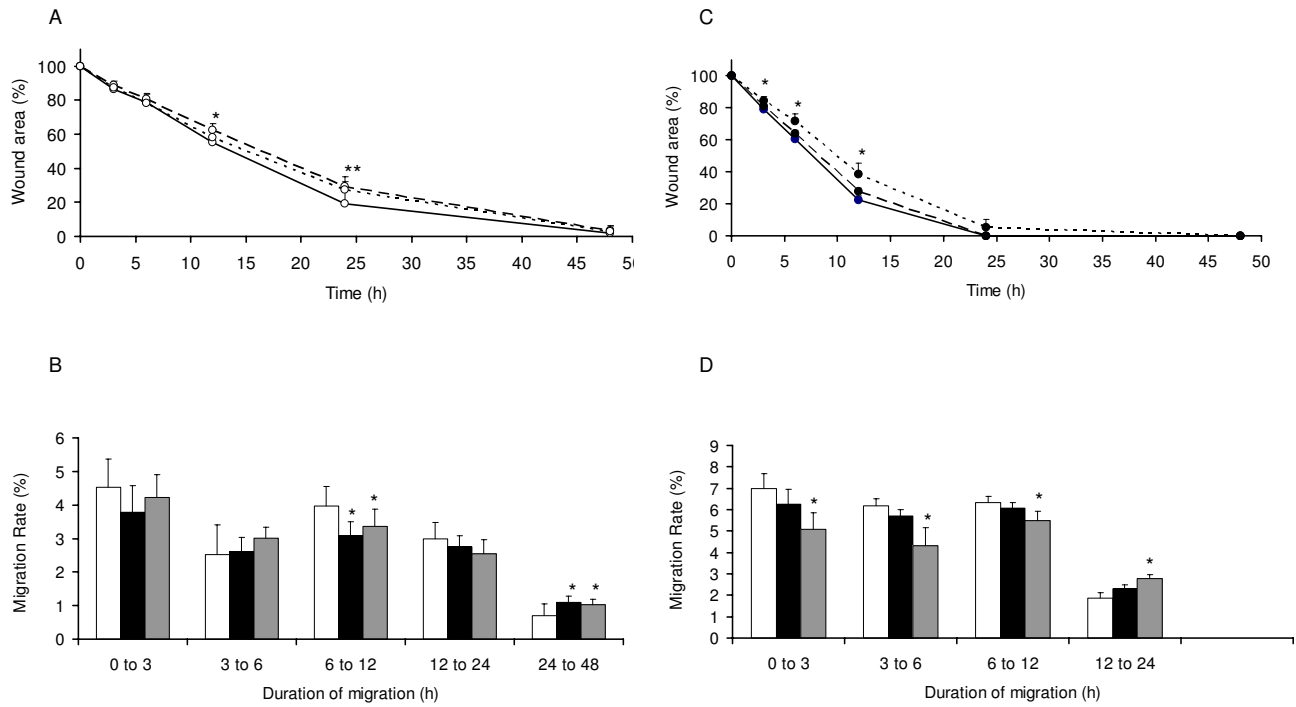 A
Wound area (%)
100
80
60
40
20
0
*
**
0 5 10 15 20 25 30 35 40 45 5
Time (h)
C
Wound area (%)
100
80
60
40
20
0
*
*
*
0 5 10 15 20 25 30 35 40 45 50
Time (h)
B
Migration Rate (%)
6
5
4
3
2
1
0
* *
* *
0 to 3 3 to 6 6 to 12 12 to 24 24 to 48
Duration of migration (h)
D
Migration Rate (%)
9
8
7
6
5
4
3
2
1
0
* * * *
0 to 3 3 to 6 6 to 12 12 to 24
Duration of migration (h)